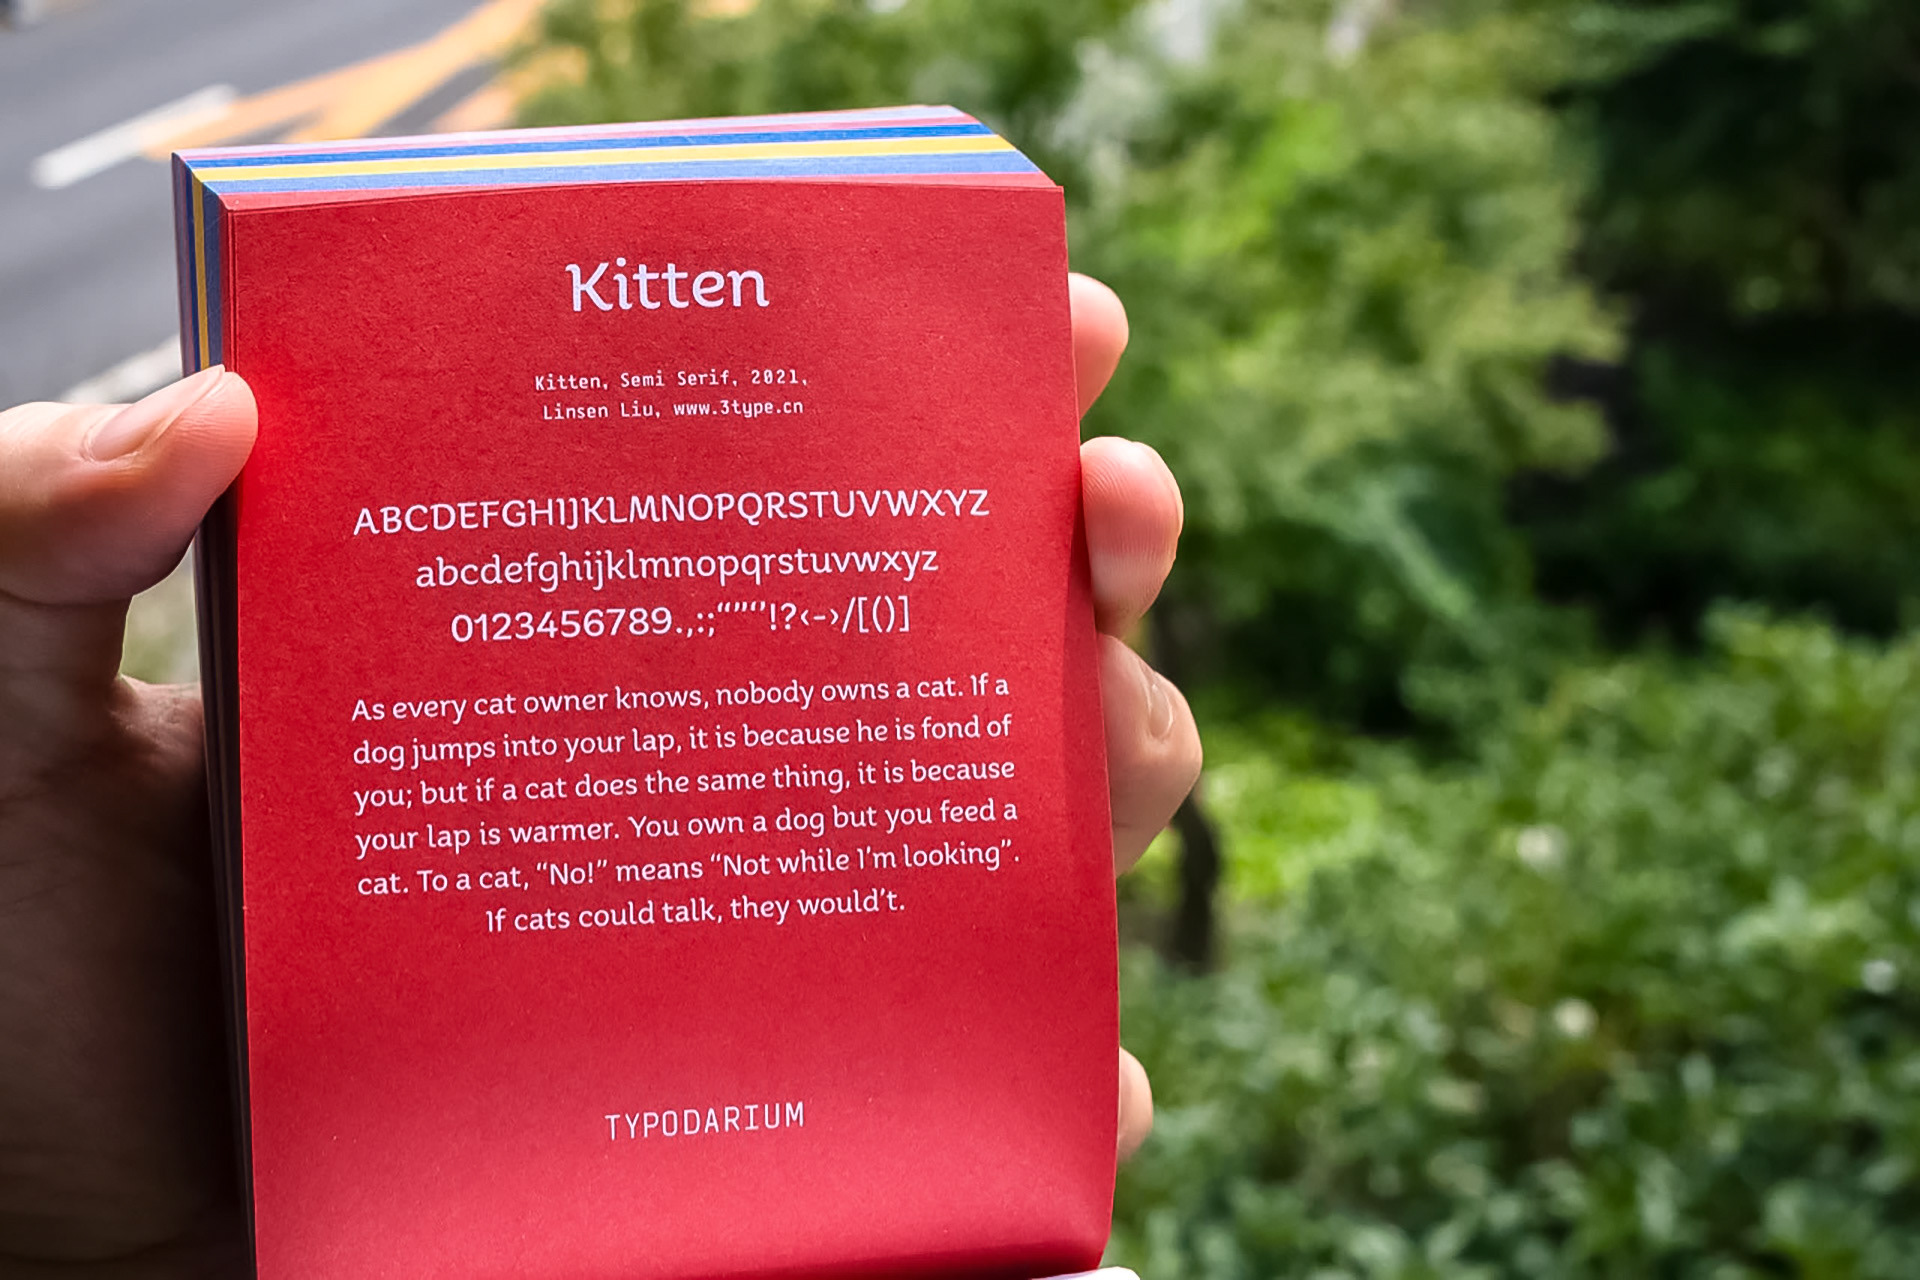 Kitten
Kitten, Semi Serif, 2021,
Linsen Liu, www.3type.cn
ABCDEFGHIJKLMNOPQRSTUVWXYZ
abcdefghijklmnopqrstuvwxyz
0123456789.,:;“”‘’!?‹-›/[()]
As every cat owner knows, nobody owns a cat. If a
dog jumps into your lap, it is because he is fond of
you; but if a cat does the same thing, it is because
your lap is warmer. You own a dog but you feed a
cat. To a cat, “No!” means “Not while I’m looking”.
If cats could talk, they would’t.
TYPODARIUM